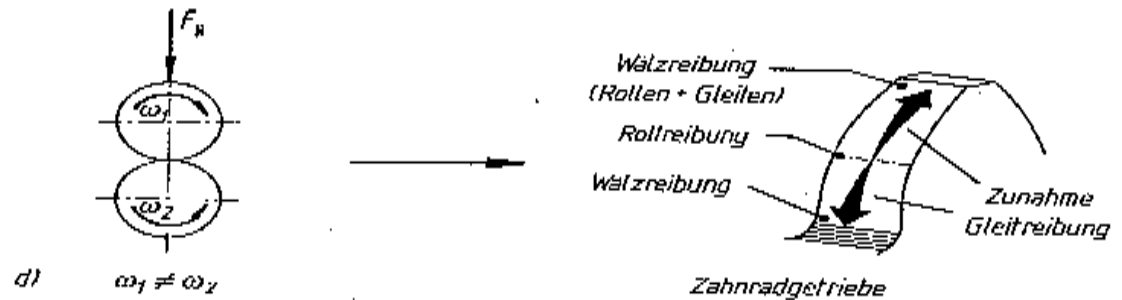 F_N
ω1
ω2
d) ω1 ≠ ω2
Wälzreibung
(Rollen + Gleiten)
Rollreibung
Wälzreibung
Zunahme
Gleitreibung
Zahnradgetriebe